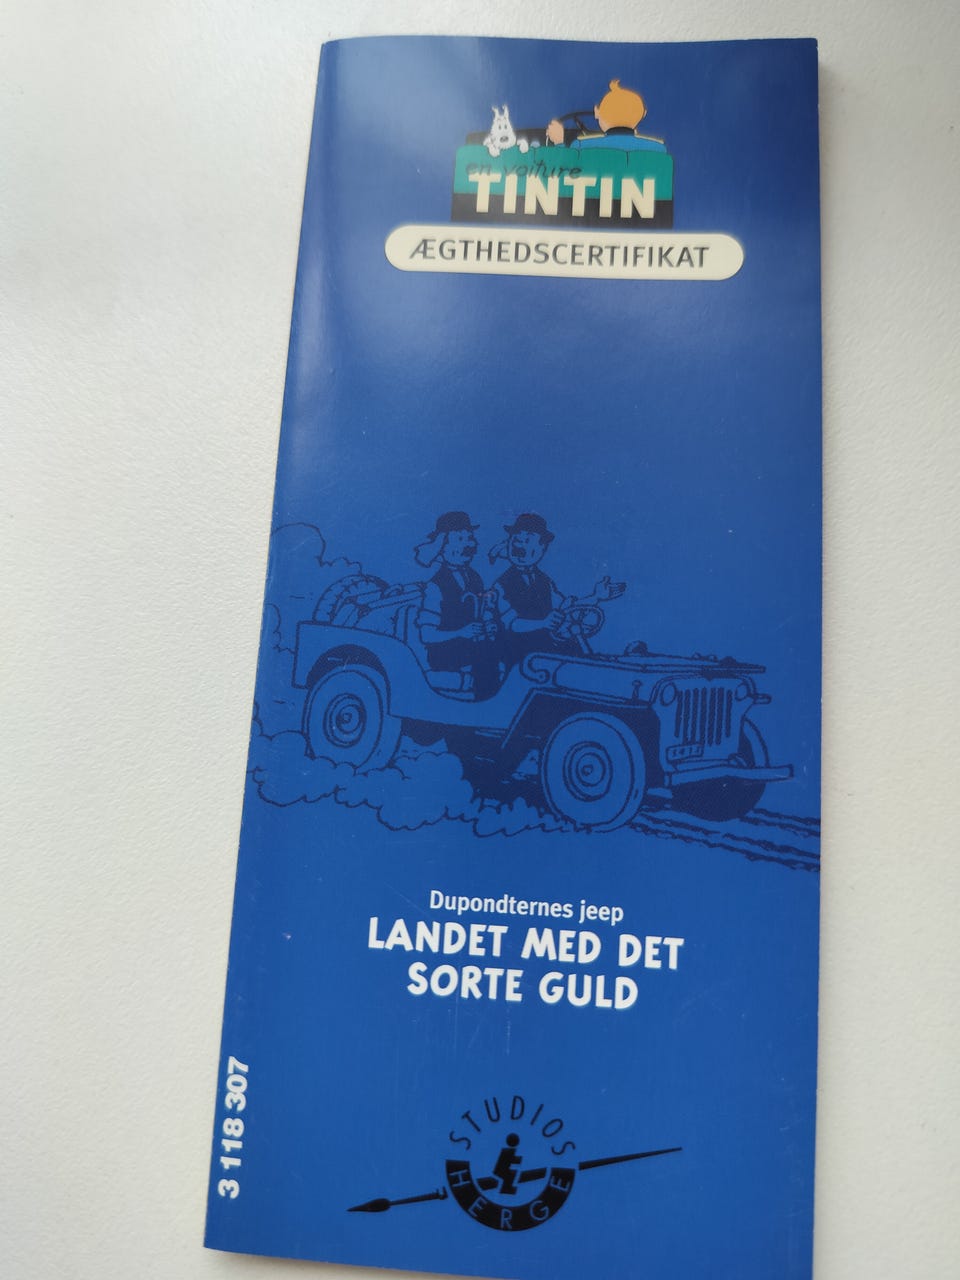 en voiture
TINTIN
ÆGTHEDSCERTIFIKAT
Dupondternes jeep
LANDET MED DET
SORTE GULD
3 118 307
STUDIOS
HERGE